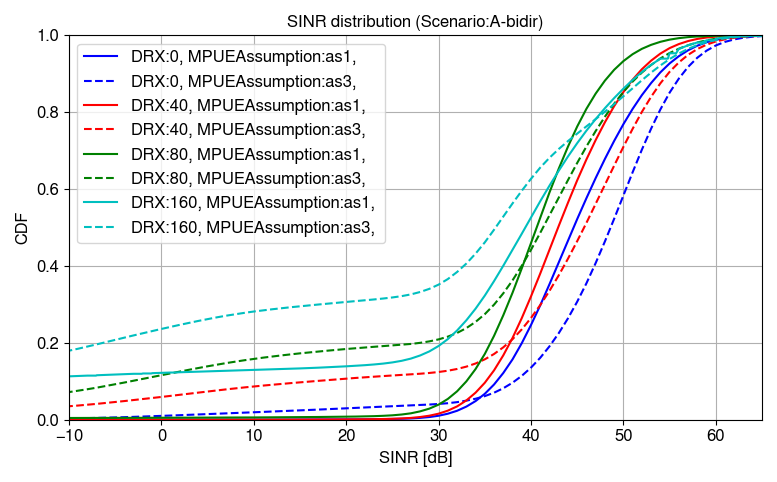 SINR distribution (Scenario:A-bidir)
1.0
DRX:0, MPUEAssumption:as1,
DRX:0, MPUEAssumption:as3,
DRX:40, MPUEAssumption:as1,
DRX:40, MPUEAssumption:as3,
DRX:80, MPUEAssumption:as1,
DRX:80, MPUEAssumption:as3,
DRX:160, MPUEAssumption:as1,
DRX:160, MPUEAssumption:as3,
0.8
0.6
CDF
0.4
0.2
0.0
−10 0 10 20 30 40 50 60
SINR [dB]